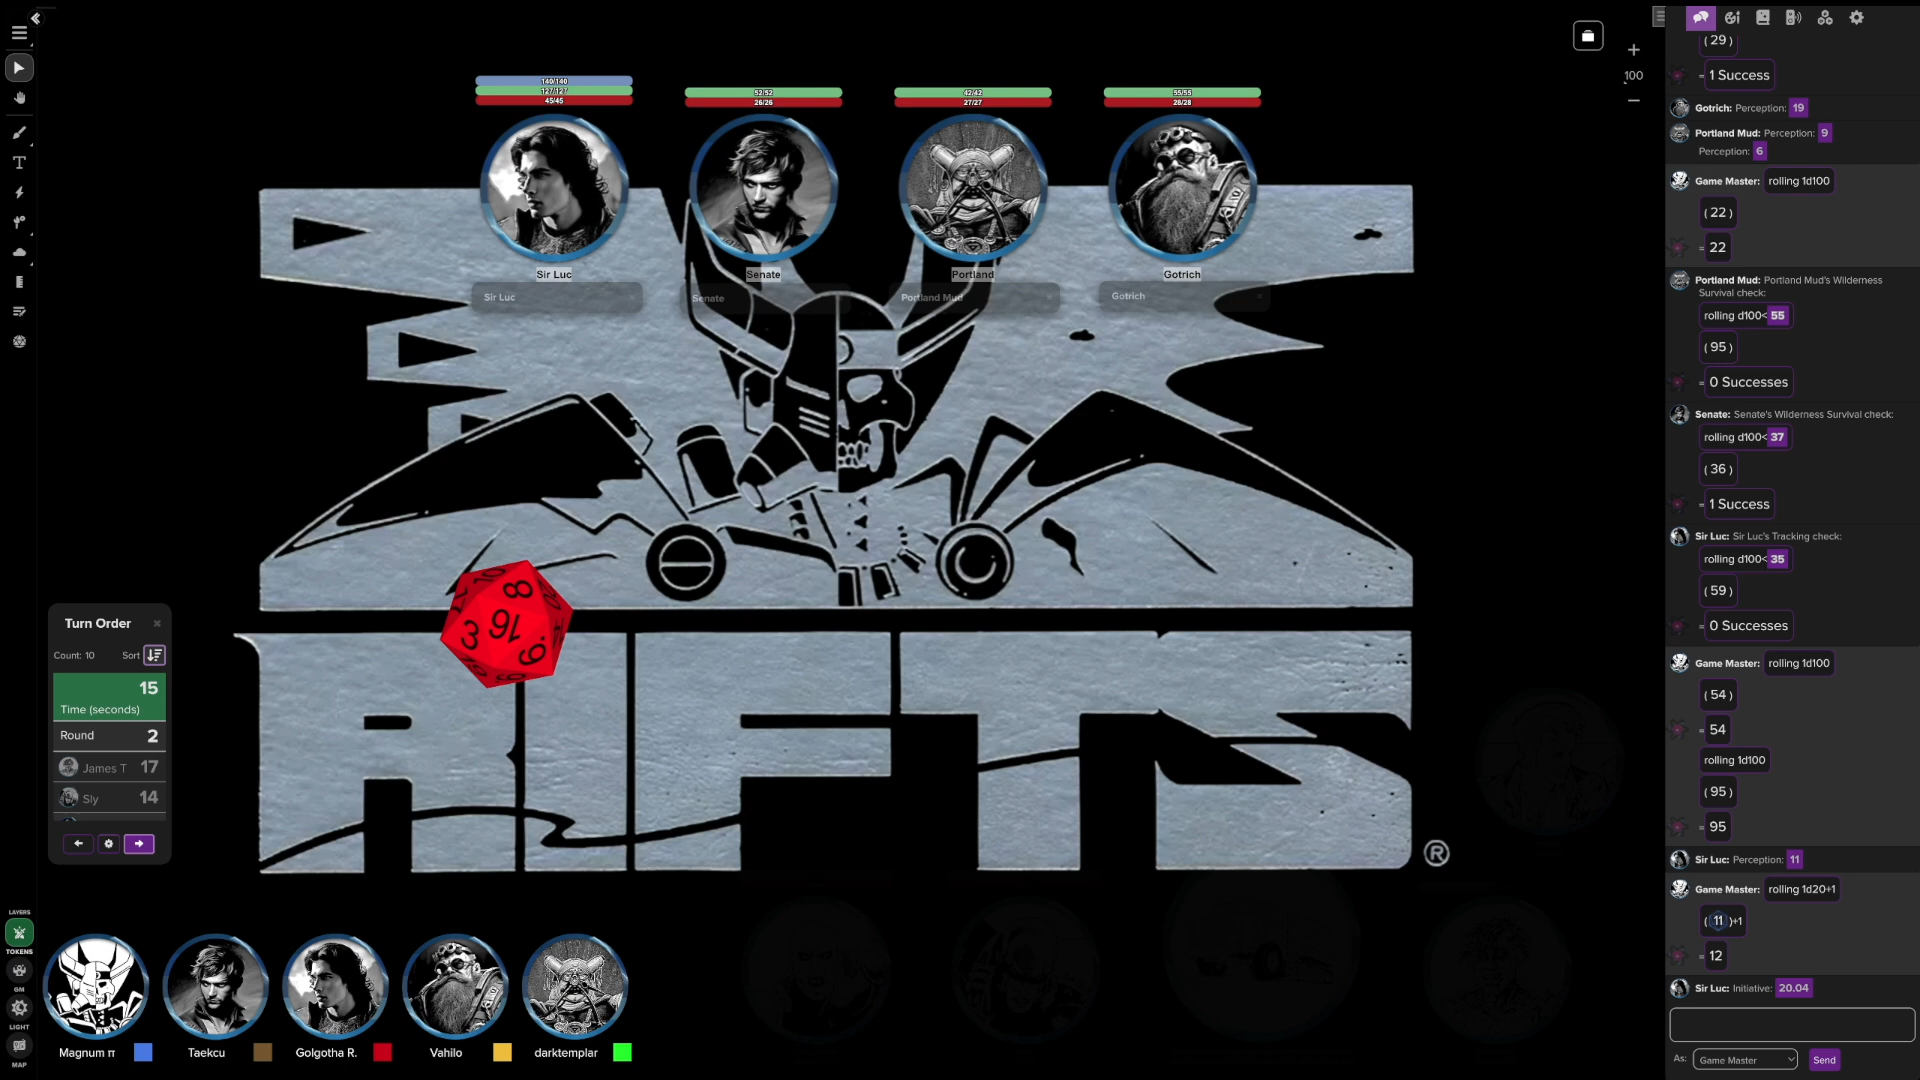 100
140/140
127/127
45/45
52/52
26/26
42/42
27/27
55/55
28/28
Sir Luc
Senate
Portland
Gotrich
Sir Luc
Senate
Portland Mud
Gotrich
8
16
3
9
RIFTS
®
Turn Order
Count: 10 Sort
15
Time (seconds)
Round 2
James T 17
Sly 14
LAYERS
TOKENS
GM
LIGHT
MAP
Magnum m
Taekcu
Golgotha R.
Vahilo
darktemplar
( 29 )
= 1 Success
Gotrich: Perception: 19
Portland Mud: Perception: 9
Perception: 6
Game Master: rolling 1d100
( 22 )
= 22
Portland Mud: Portland Mud's Wilderness
Survival check:
rolling d100< 55
( 95 )
= 0 Successes
Senate: Senate's Wilderness Survival check:
rolling d100< 37
( 36 )
= 1 Success
Sir Luc: Sir Luc's Tracking check:
rolling d100< 35
( 59 )
= 0 Successes
Game Master: rolling 1d100
( 54 )
= 54
rolling 1d100
( 95 )
= 95
Sir Luc: Perception: 11
Game Master: rolling 1d20+1
( 11 )+1
= 12
Sir Luc: Initiative: 20.04
As: Game Master Send